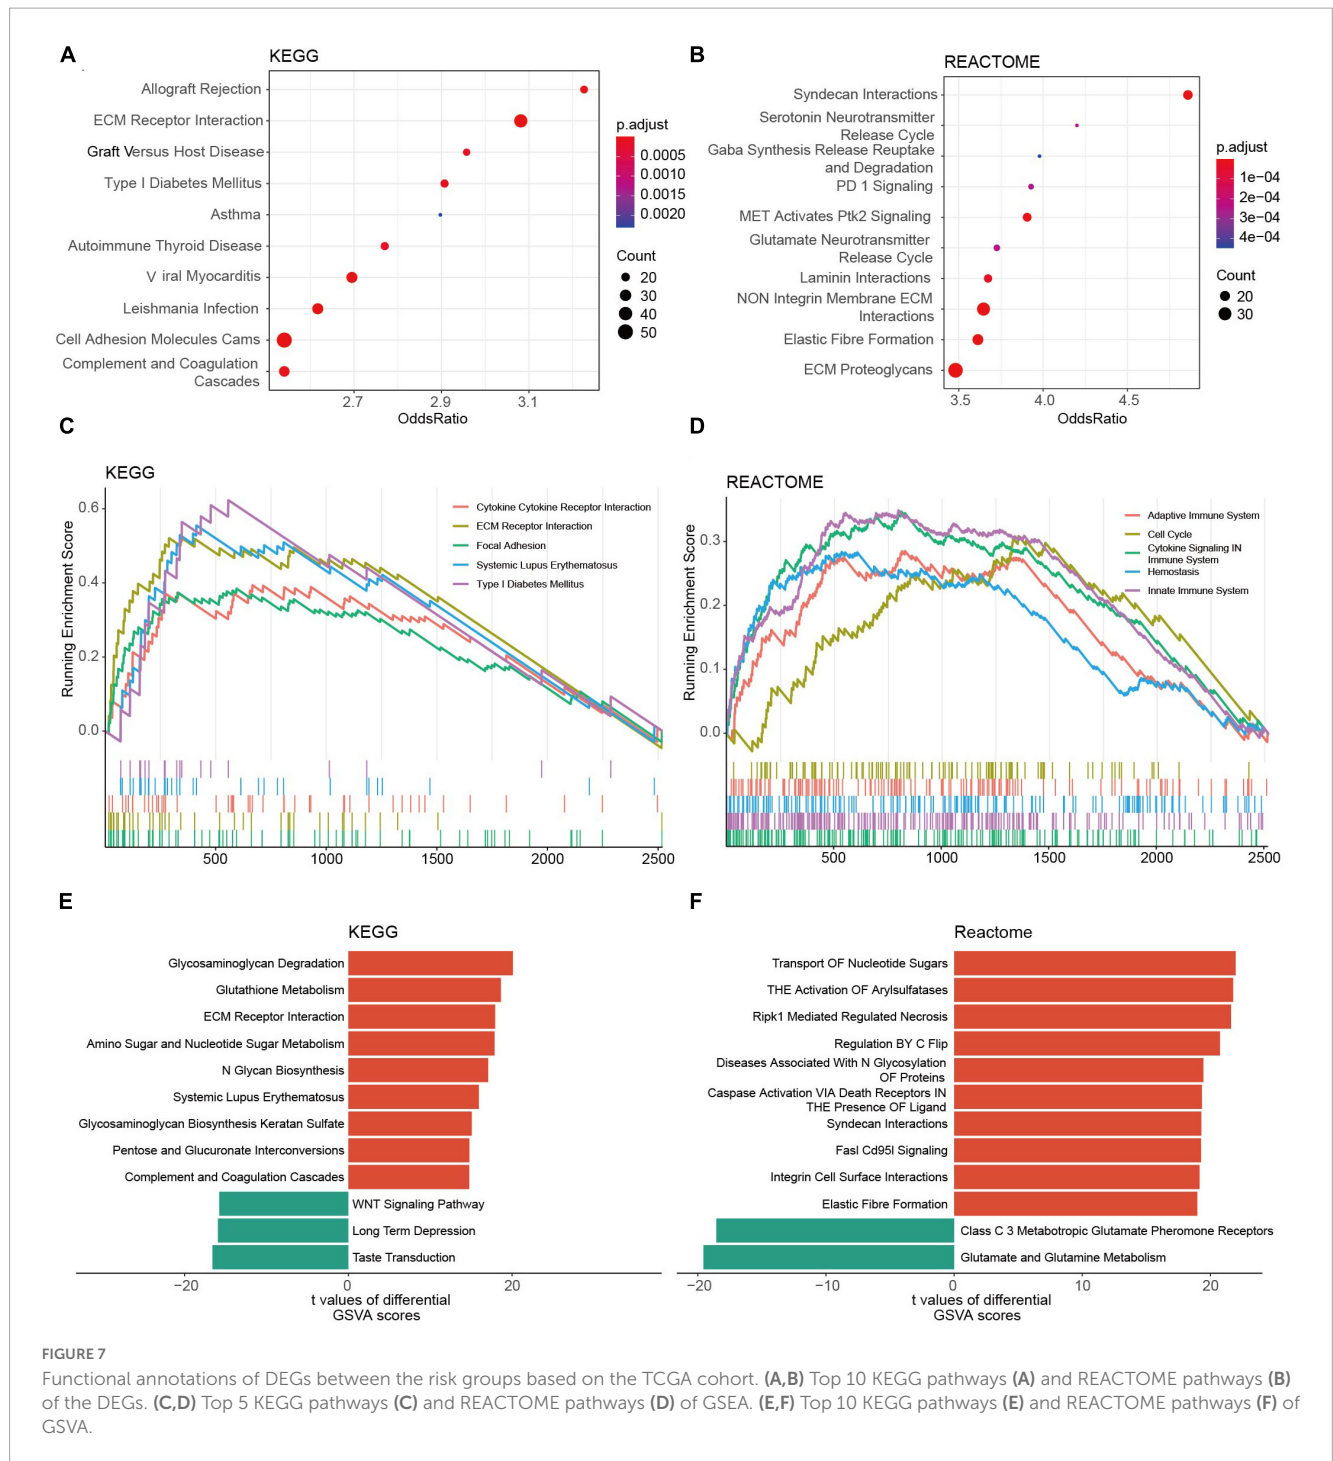 A
KEGG
Allograft Rejection
ECM Receptor Interaction
Graft Versus Host Disease
Type I Diabetes Mellitus
Asthma
Autoimmune Thyroid Disease
V iral Myocarditis
Leishmania Infection
Cell Adhesion Molecules Cams
Complement and Coagulation
Cascades
2.7 2.9 3.1
OddsRatio
p.adjust
0.0005
0.0010
0.0015
0.0020
Count
20
30
40
50
B
REACTOME
Syndecan Interactions
Serotonin Neurotransmitter
Release Cycle
Gaba Synthesis Release Reuptake
and Degradation
PD 1 Signaling
MET Activates Ptk2 Signaling
Glutamate Neurotransmitter
Release Cycle
Laminin Interactions
NON Integrin Membrane ECM
Interactions
Elastic Fibre Formation
ECM Proteoglycans
3.5 4.0 4.5
OddsRatio
p.adjust
1e−04
2e−04
3e−04
4e−04
Count
20
30
C
KEGG
Running Enrichment Score
0.6
0.4
0.2
0.0
Cytokine Cytokine Receptor Interaction
ECM Receptor Interaction
Focal Adhesion
Systemic Lupus Erythematosus
Type I Diabetes Mellitus
500 1000 1500 2000 2500
D
REACTOME
Running Enrichment Score
0.3
0.2
0.1
0.0
Adaptive Immune System
Cell Cycle
Cytokine Signaling IN
Immune System
Hemostasis
Innate Immune System
500 1000 1500 2000 2500
E
KEGG
Glycosaminoglycan Degradation
Glutathione Metabolism
ECM Receptor Interaction
Amino Sugar and Nucleotide Sugar Metabolism
N Glycan Biosynthesis
Systemic Lupus Erythematosus
Glycosaminoglycan Biosynthesis Keratan Sulfate
Pentose and Glucuronate Interconversions
Complement and Coagulation Cascades
WNT Signaling Pathway
Long Term Depression
Taste Transduction
−20 0 20
t values of differential
GSVA scores
F
Reactome
Transport OF Nucleotide Sugars
THE Activation OF Arylsulfatases
Ripk1 Mediated Regulated Necrosis
Regulation BY C Flip
Diseases Associated With N Glycosylation
OF Proteins
Caspase Activation VIA Death Receptors IN
THE Presence OF Ligand
Syndecan Interactions
Fasl Cd95l Signaling
Integrin Cell Surface Interactions
Elastic Fibre Formation
Class C 3 Metabotropic Glutamate Pheromone Receptors
Glutamate and Glutamine Metabolism
−20 −10 0 10 20
t values of differential
GSVA scores
FIGURE 7
Functional annotations of DEGs between the risk groups based on the TCGA cohort. (A,B) Top 10 KEGG pathways (A) and REACTOME pathways (B)
of the DEGs. (C,D) Top 5 KEGG pathways (C) and REACTOME pathways (D) of GSEA. (E,F) Top 10 KEGG pathways (E) and REACTOME pathways (F) of
GSVA.